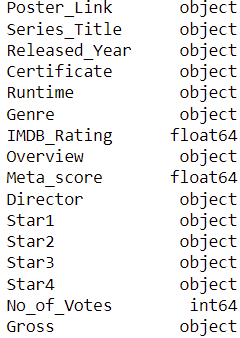 Poster_Link object
Series_Title object
Released_Year object
Certificate object
Runtime object
Genre object
IMDB_Rating float64
Overview object
Meta_score float64
Director object
Star1 object
Star2 object
Star3 object
Star4 object
No_of_Votes int64
Gross object